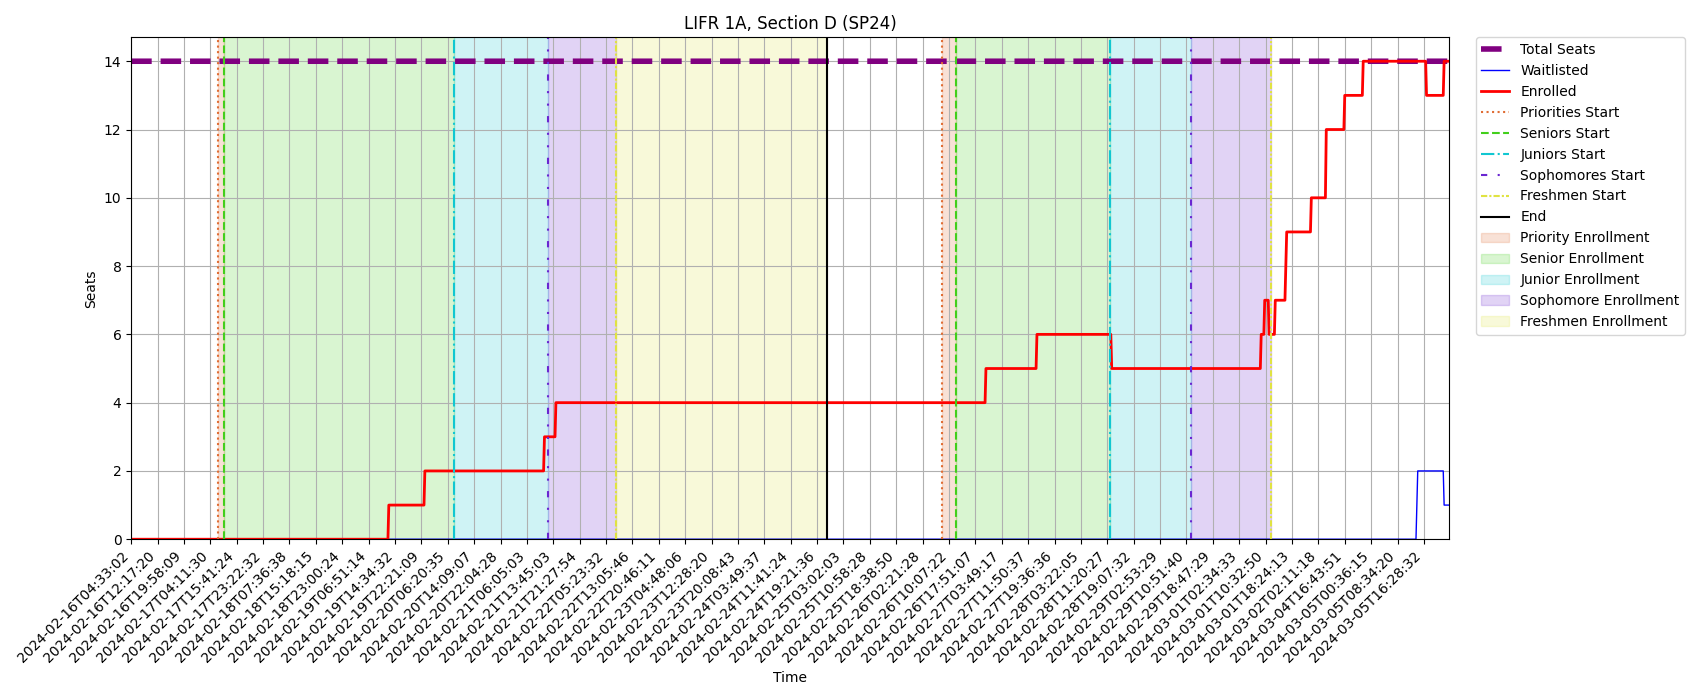 LIFR 1A, Section D (SP24)
Seats
14
12
10
8
6
4
2
0
2024-02-16T04:33:02
2024-02-16T12:17:20
2024-02-16T19:58:09
2024-02-17T04:11:30
2024-02-17T15:41:24
2024-02-17T23:22:32
2024-02-18T07:36:38
2024-02-18T15:18:15
2024-02-18T23:00:24
2024-02-19T06:51:14
2024-02-19T14:34:32
2024-02-19T22:21:09
2024-02-20T06:20:35
2024-02-20T14:09:07
2024-02-20T22:04:28
2024-02-21T06:05:03
2024-02-21T13:45:03
2024-02-21T21:27:54
2024-02-22T05:23:32
2024-02-22T13:05:46
2024-02-22T20:46:11
2024-02-23T04:48:06
2024-02-23T12:28:20
2024-02-23T20:08:43
2024-02-24T03:49:37
2024-02-24T11:41:24
2024-02-24T19:21:36
2024-02-25T03:02:03
2024-02-25T10:58:28
2024-02-25T18:38:50
2024-02-26T02:21:28
2024-02-26T10:07:22
2024-02-26T17:51:07
2024-02-27T03:49:17
2024-02-27T11:50:37
2024-02-27T19:36:36
2024-02-28T03:22:05
2024-02-28T11:20:27
2024-02-28T19:07:32
2024-02-29T02:53:29
2024-02-29T10:51:40
2024-02-29T18:47:29
2024-03-01T02:34:33
2024-03-01T10:32:50
2024-03-01T18:24:13
2024-03-02T02:11:18
2024-03-04T16:43:51
2024-03-05T00:36:15
2024-03-05T08:34:20
2024-03-05T16:28:32
Time
Total Seats
Waitlisted
Enrolled
Priorities Start
Seniors Start
Juniors Start
Sophomores Start
Freshmen Start
End
Priority Enrollment
Senior Enrollment
Junior Enrollment
Sophomore Enrollment
Freshmen Enrollment